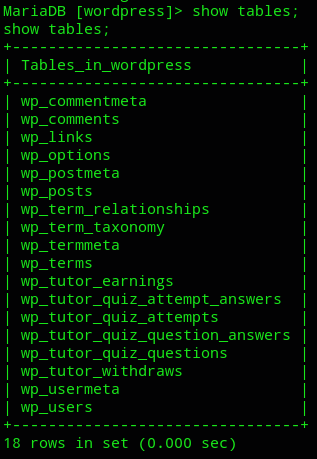 MariaDB [wordpress]> show tables;
show tables;
+--------------------------------+
| Tables_in_wordpress            |
+--------------------------------+
| wp_commentmeta                 |
| wp_comments                    |
| wp_links                       |
| wp_options                     |
| wp_postmeta                    |
| wp_posts                       |
| wp_term_relationships          |
| wp_term_taxonomy               |
| wp_termmeta                    |
| wp_terms                       |
| wp_tutor_earnings              |
| wp_tutor_quiz_attempt_answers  |
| wp_tutor_quiz_attempts         |
| wp_tutor_quiz_question_answers |
| wp_tutor_quiz_questions        |
| wp_tutor_withdraws             |
| wp_usermeta                    |
| wp_users                       |
+--------------------------------+
18 rows in set (0.000 sec)